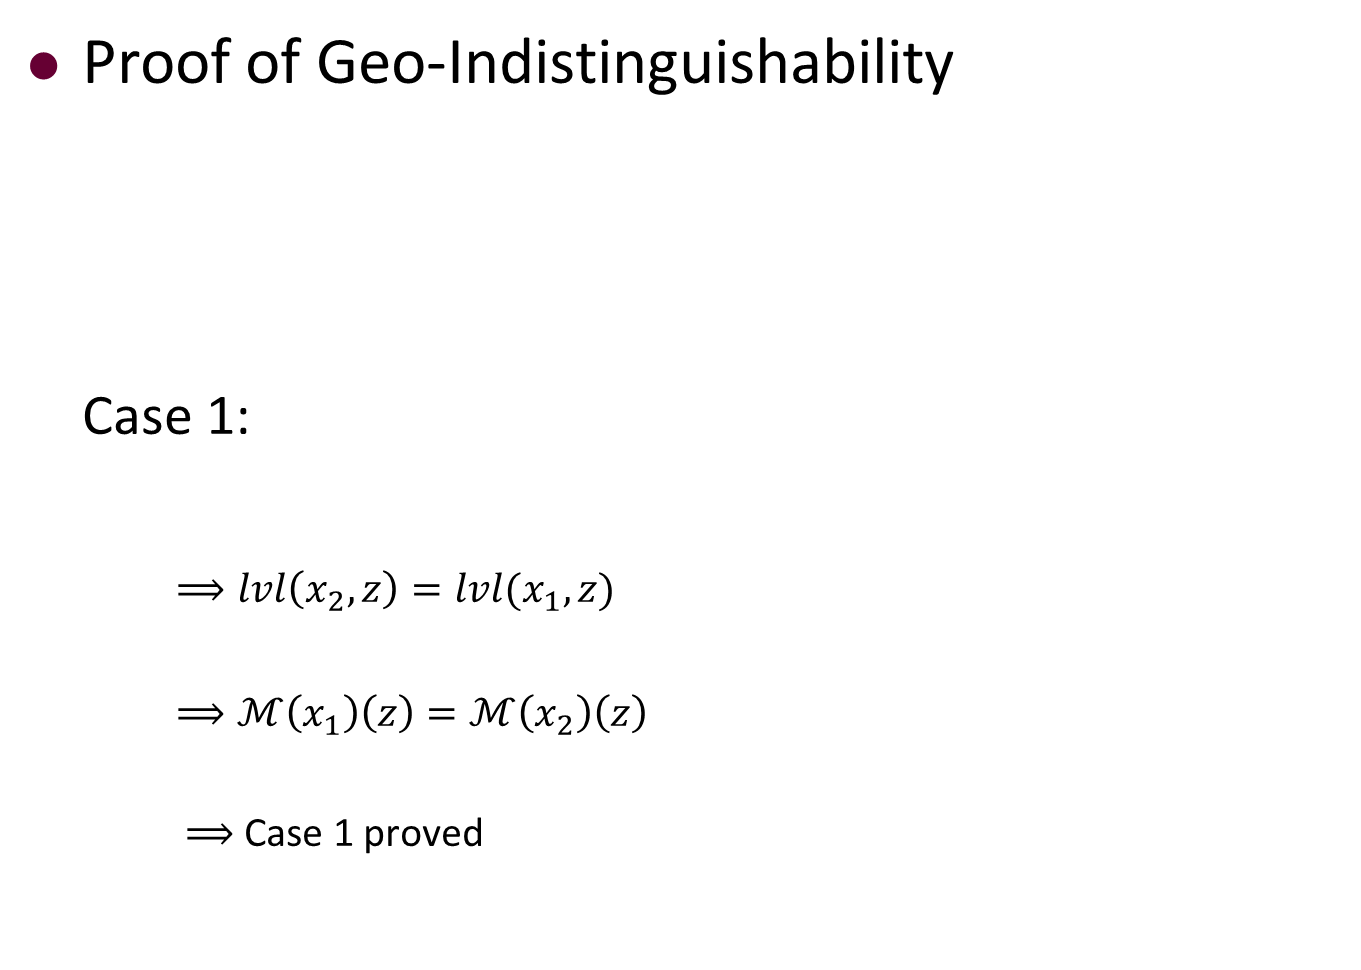 ● Proof of Geo-Indistinguishability
Case 1:
⟹ 𝑙𝑣𝑙(𝑥₂, 𝑧) = 𝑙𝑣𝑙(𝑥₁, 𝑧)
⟹ ℳ(𝑥₁)(𝑧) = ℳ(𝑥₂)(𝑧)
⟹ Case 1 proved